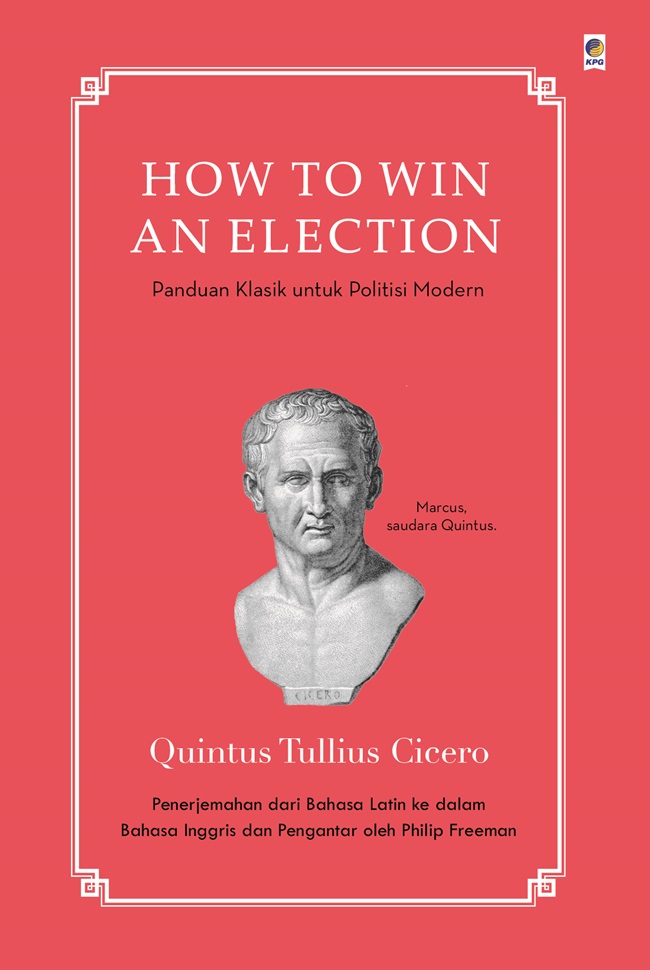 KPG
HOW TO WIN
AN ELECTION
Panduan Klasik untuk Politisi Modern
Marcus,
saudara Quintus.
CICERO
Quintus Tullius Cicero
Penerjemahan dari Bahasa Latin ke dalam
Bahasa Inggris dan Pengantar oleh Philip Freeman